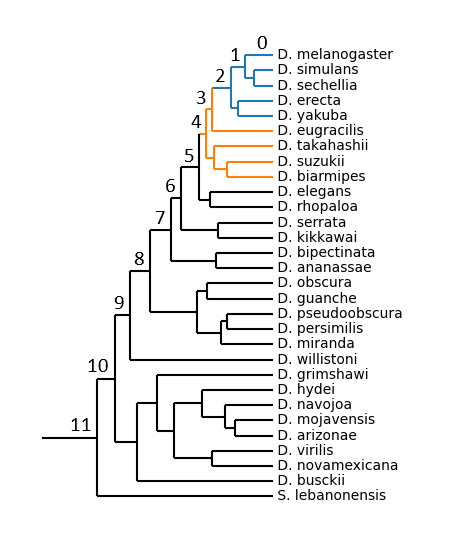 0
D. melanogaster
1
D. simulans
2
D. sechellia
D. erecta
3
D. yakuba
4
D. eugracilis
D. takahashii
5
D. suzukii
D. biarmipes
6
D. elegans
D. rhopaloa
7
D. serrata
D. kikkawai
8
D. bipectinata
D. ananassae
D. obscura
9
D. guanche
D. pseudoobscura
D. persimilis
D. miranda
D. willistoni
10
D. grimshawi
D. hydei
D. navojoa
11
D. mojavensis
D. arizonae
D. virilis
D. novamexicana
D. busckii
S. lebanonensis